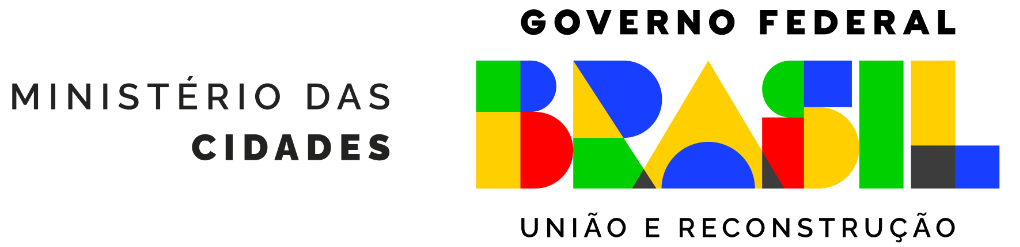 MINISTÉRIO DAS
CIDADES
GOVERNO FEDERAL
BRASIL
UNIÃO E RECONSTRUÇÃO